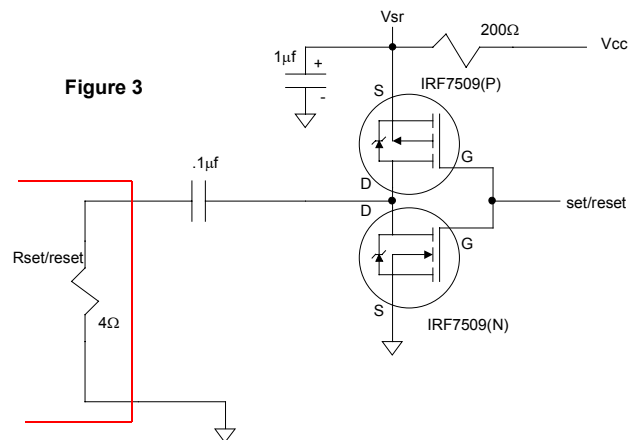 Vsr
200Ω
Vcc
1µf
+
-
Figure 3
IRF7509(P)
S
G
D
.1µf
D
set/reset
G
Rset/reset
S
IRF7509(N)
4Ω